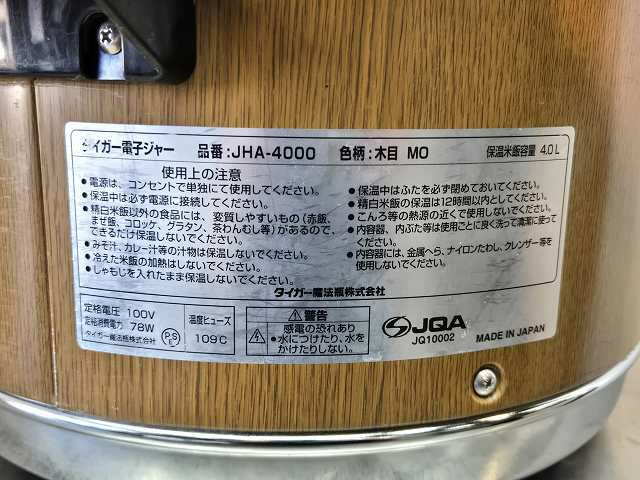 タイガー電子ジャー 品番:JHA-4000 色柄:木目 MO 保温米飯容量 4.0L
使用上の注意
●電源は、コンセントで単独にて使用してください。
●保温中は必ず電源に接続してください。
●精白米飯以外の食品には、変質しやすいもの(赤飯、
まぜ飯、コロッケ、グラタン、茶わんむし等)があるので、
できるだけ保温しないでください。
●みそ汁、カレー汁等の汁物は保温しないでください。
●冷えた米飯の加熱はしないでください。
●しゃもじを入れたまま保温しないでください。
●保温中はふたを必ず閉めておいてください。
●精白米飯の保温は12時間以内としてください。
●こんろ等の熱源の近くで使用しないでください。
●内容器、内ぶた等は使用ごとに良く洗って清潔に使って
ください。
●内容器には、金属へら、ナイロンたわし、クレンザー等を
使用しないでください。
タイガー魔法瓶株式会社
定格電圧 100V
定格消費電力 78W
タイガー魔法瓶株式会社
PSE
温度ヒューズ
109℃
警告
感電の恐れあり
●水につけたり、水を
かけたりしない。
JQA
JQ10002
MADE IN JAPAN